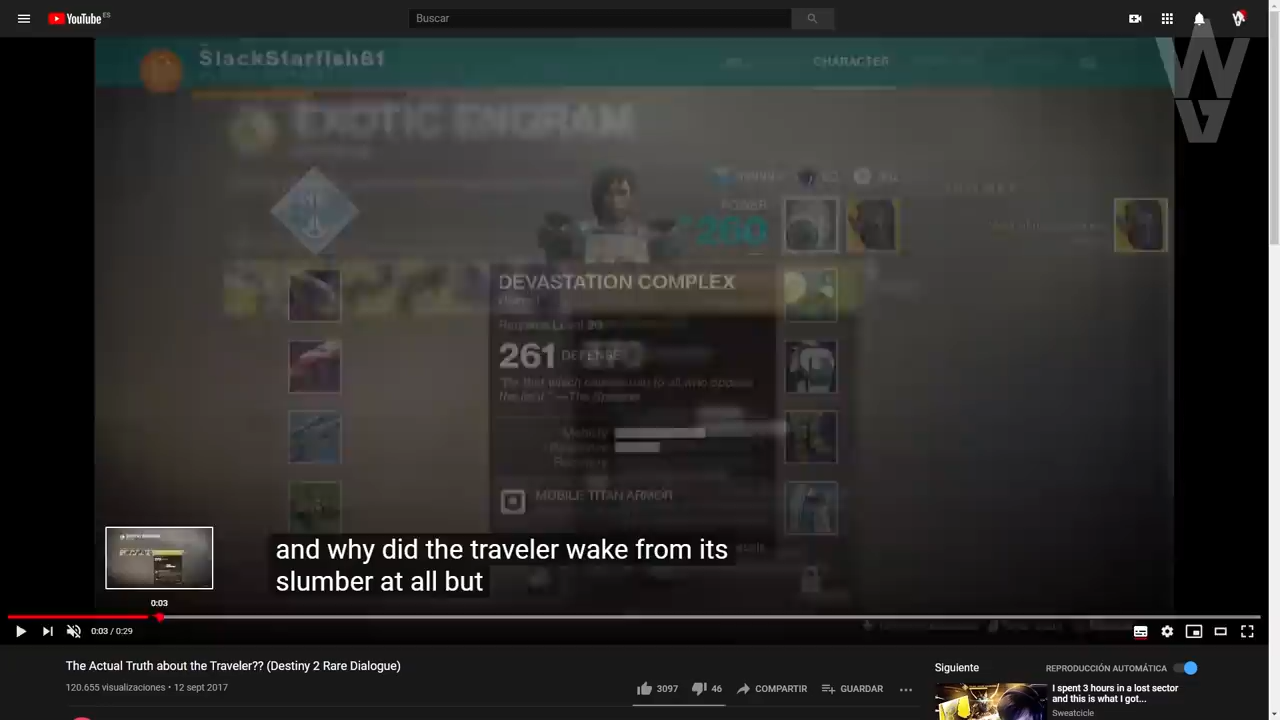 YouTube ES
Buscar
SlackStarfish81
CHARACTER
EXOTIC ENGRAM
POWER
260
DEVASTATION COMPLEX
261 DEFENSE
Mobility
MOBILE TITAN ARMOR
and why did the traveler wake from its
slumber at all but
0:03
0:03 / 0:29
The Actual Truth about the Traveler?? (Destiny 2 Rare Dialogue)
120.655 visualizaciones • 12 sept 2017
3097
46
COMPARTIR
GUARDAR
Siguiente
REPRODUCCIÓN AUTOMÁTICA
I spent 3 hours in a lost sector
and this is what I got...
Sweatcicle